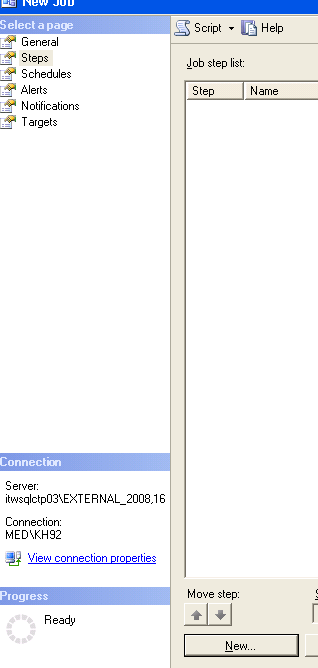 New Job
Select a page
General
Steps
Schedules
Alerts
Notifications
Targets
Script
Help
Job step list:
Step
Name
Connection
Server:
itwsqlctp03\EXTERNAL_2008,16
Connection:
MED\KH92
View connection properties
Progress
Ready
Move step:
New...